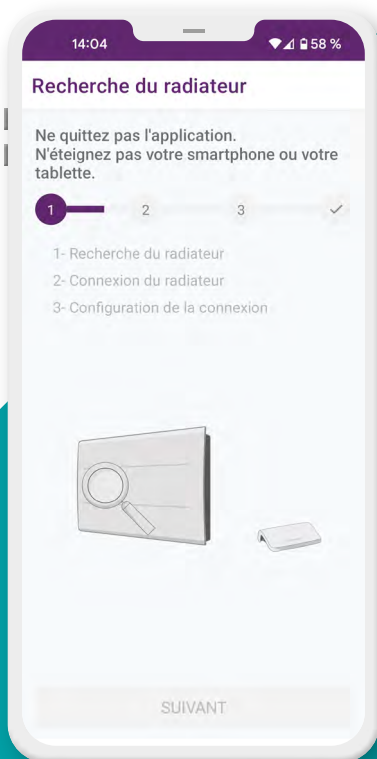 14:04 58 %
Recherche du radiateur
Ne quittez pas l'application.
N'éteignez pas votre smartphone ou votre
tablette.
1 2 3
1- Recherche du radiateur
2- Connexion du radiateur
3- Configuration de la connexion
SUIVANT